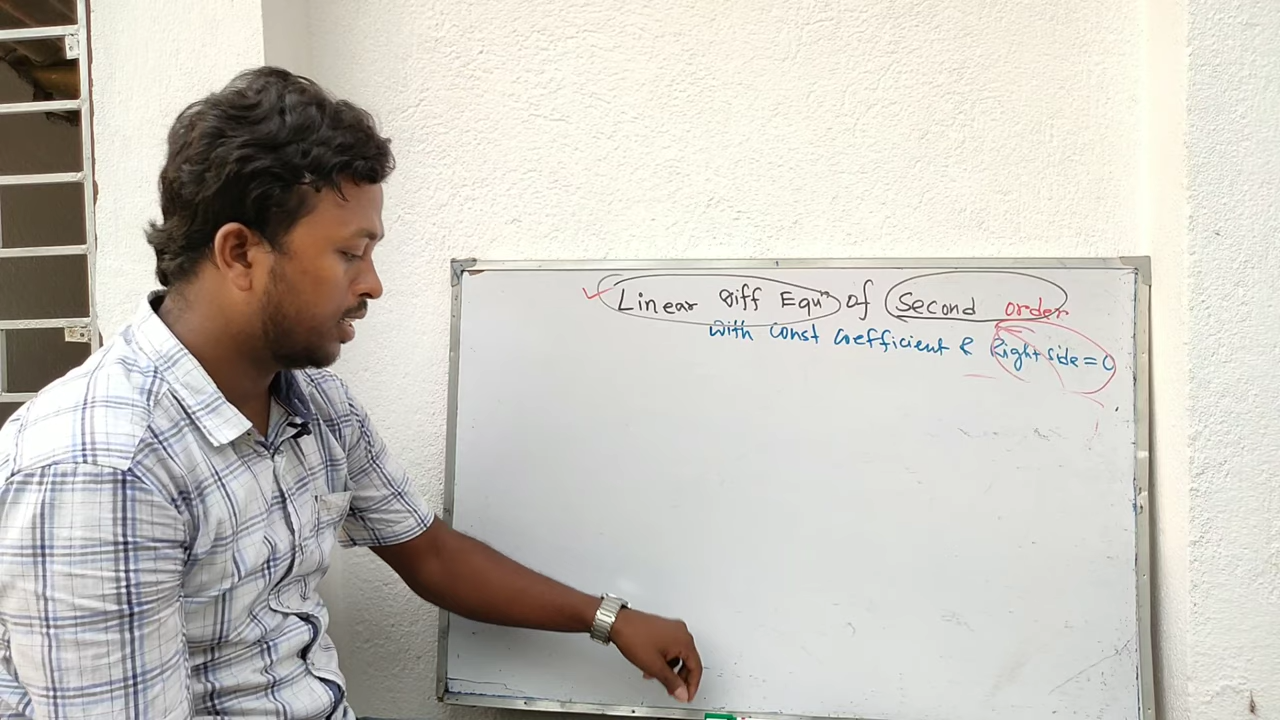 Linear Diff Equⁿ of Second order
with const coefficient & Right side = 0